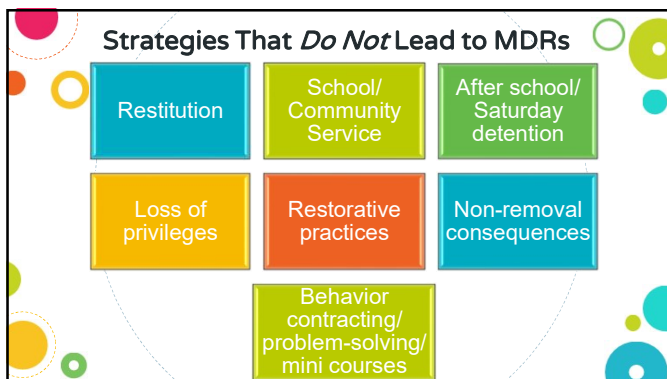 Strategies That Do Not Lead to MDRs
Restitution
School/
Community
Service
After school/
Saturday
detention
Loss of
privileges
Restorative
practices
Non-removal
consequences
Behavior
contracting/
problem-solving/
mini courses